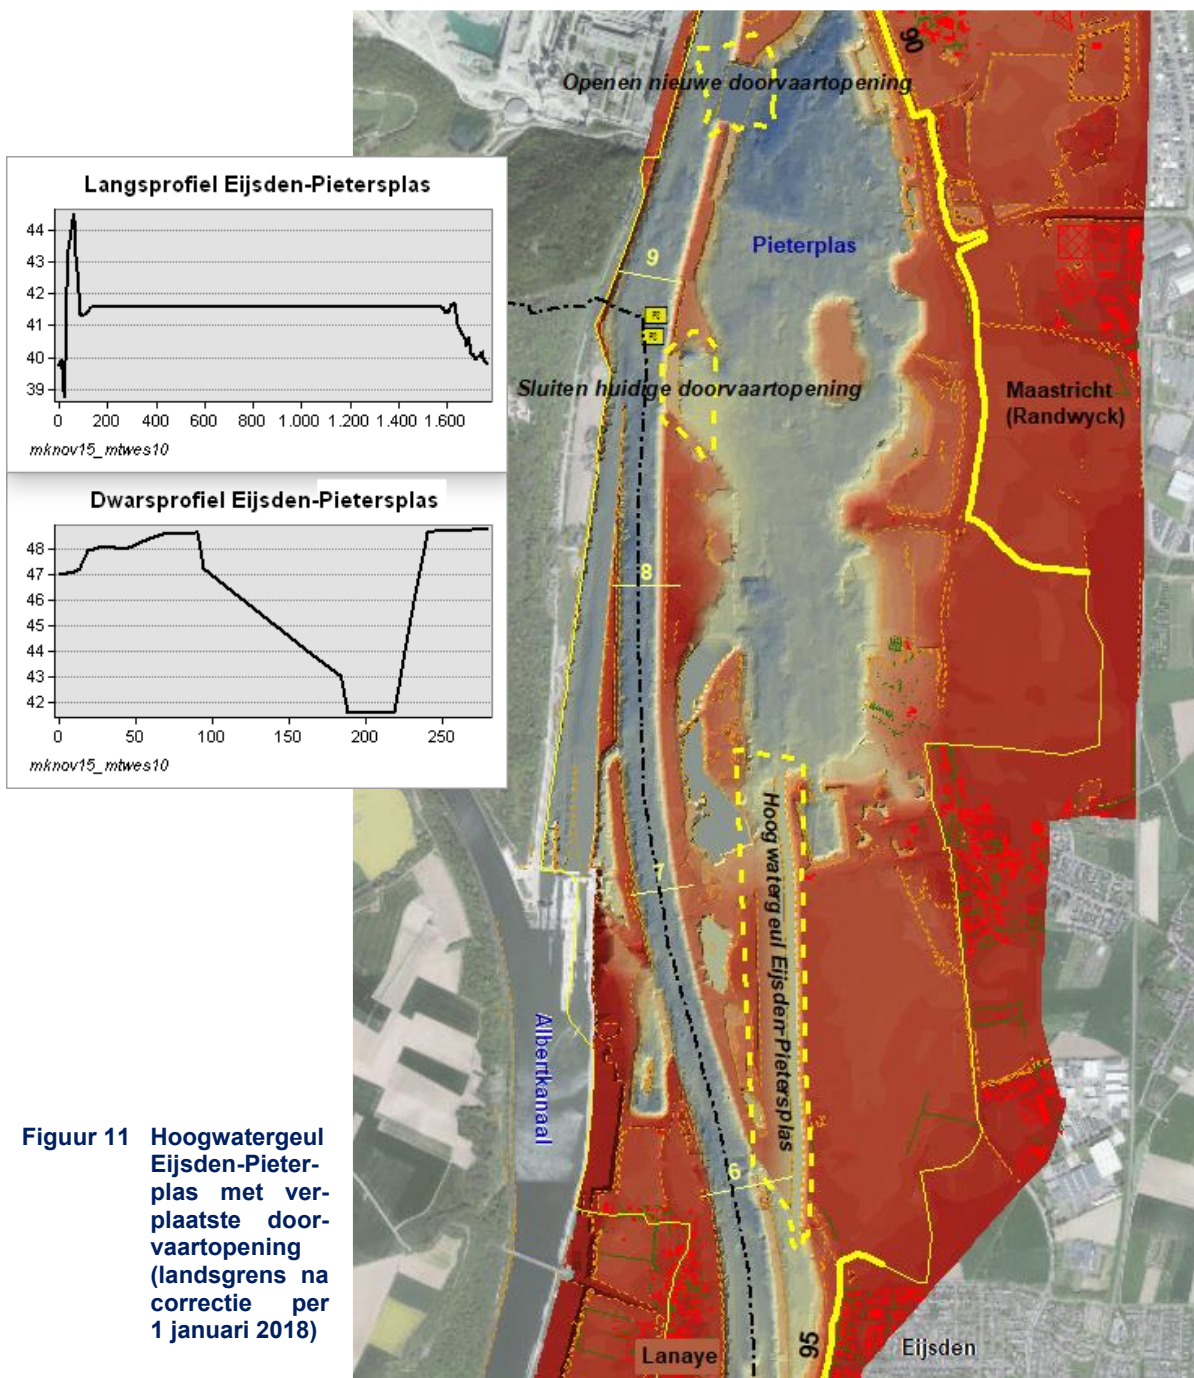 Openen nieuwe doorvaartopening
90
Langsprofiel Eijsden-Pietersplas
44
43
42
41
40
39
0 200 400 600 800 1.000 1.200 1.400 1.600
mknov15_mtwes10
Dwarsprofiel Eijsden-Pietersplas
48
47
46
45
44
43
42
0 50 100 150 200 250
mknov15_mtwes10
Pieterplas
9
Sluiten huidige doorvaartopening
Maastricht
(Randwyck)
8
7
Hoogwatergeul Eijsden-Pietersplas
Albertkanaal
6
95
Lanaye
Eijsden
Figuur 11 Hoogwatergeul
Eijsden-Pieter-
plas met ver-
plaatste door-
vaartopening
(landsgrens na
correctie per
1 januari 2018)